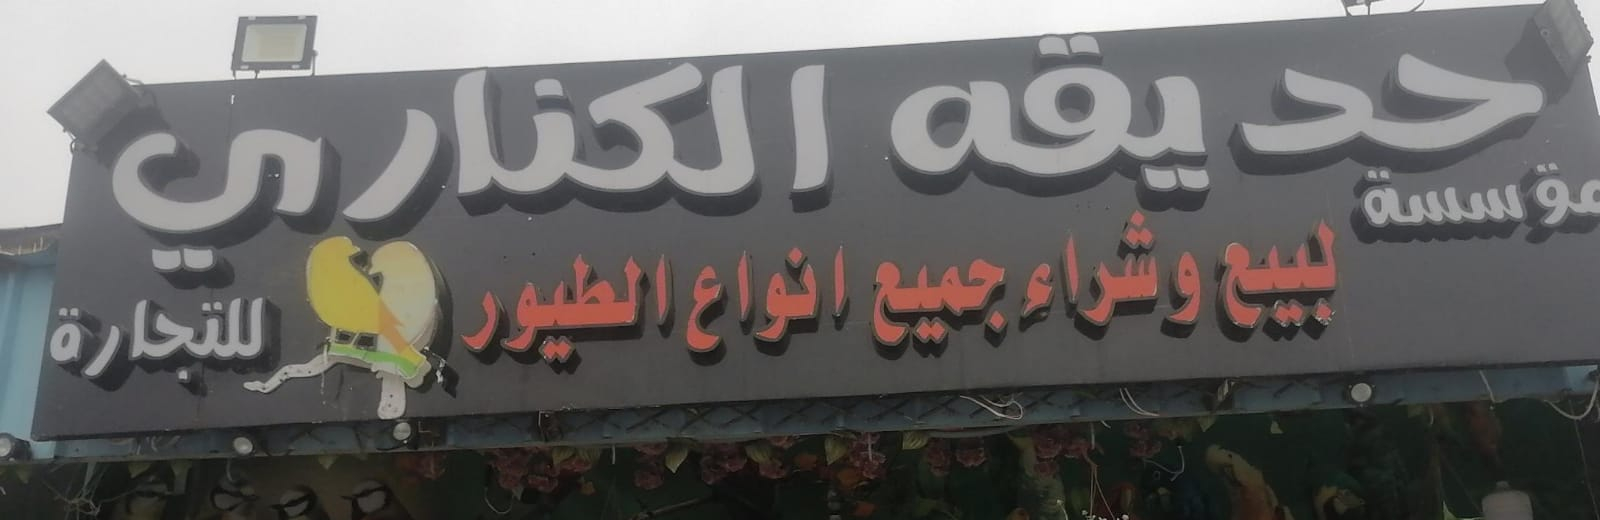 مؤسسة
حديقه الكناري
للتجارة
لبيع وشراء جميع انواع الطيور